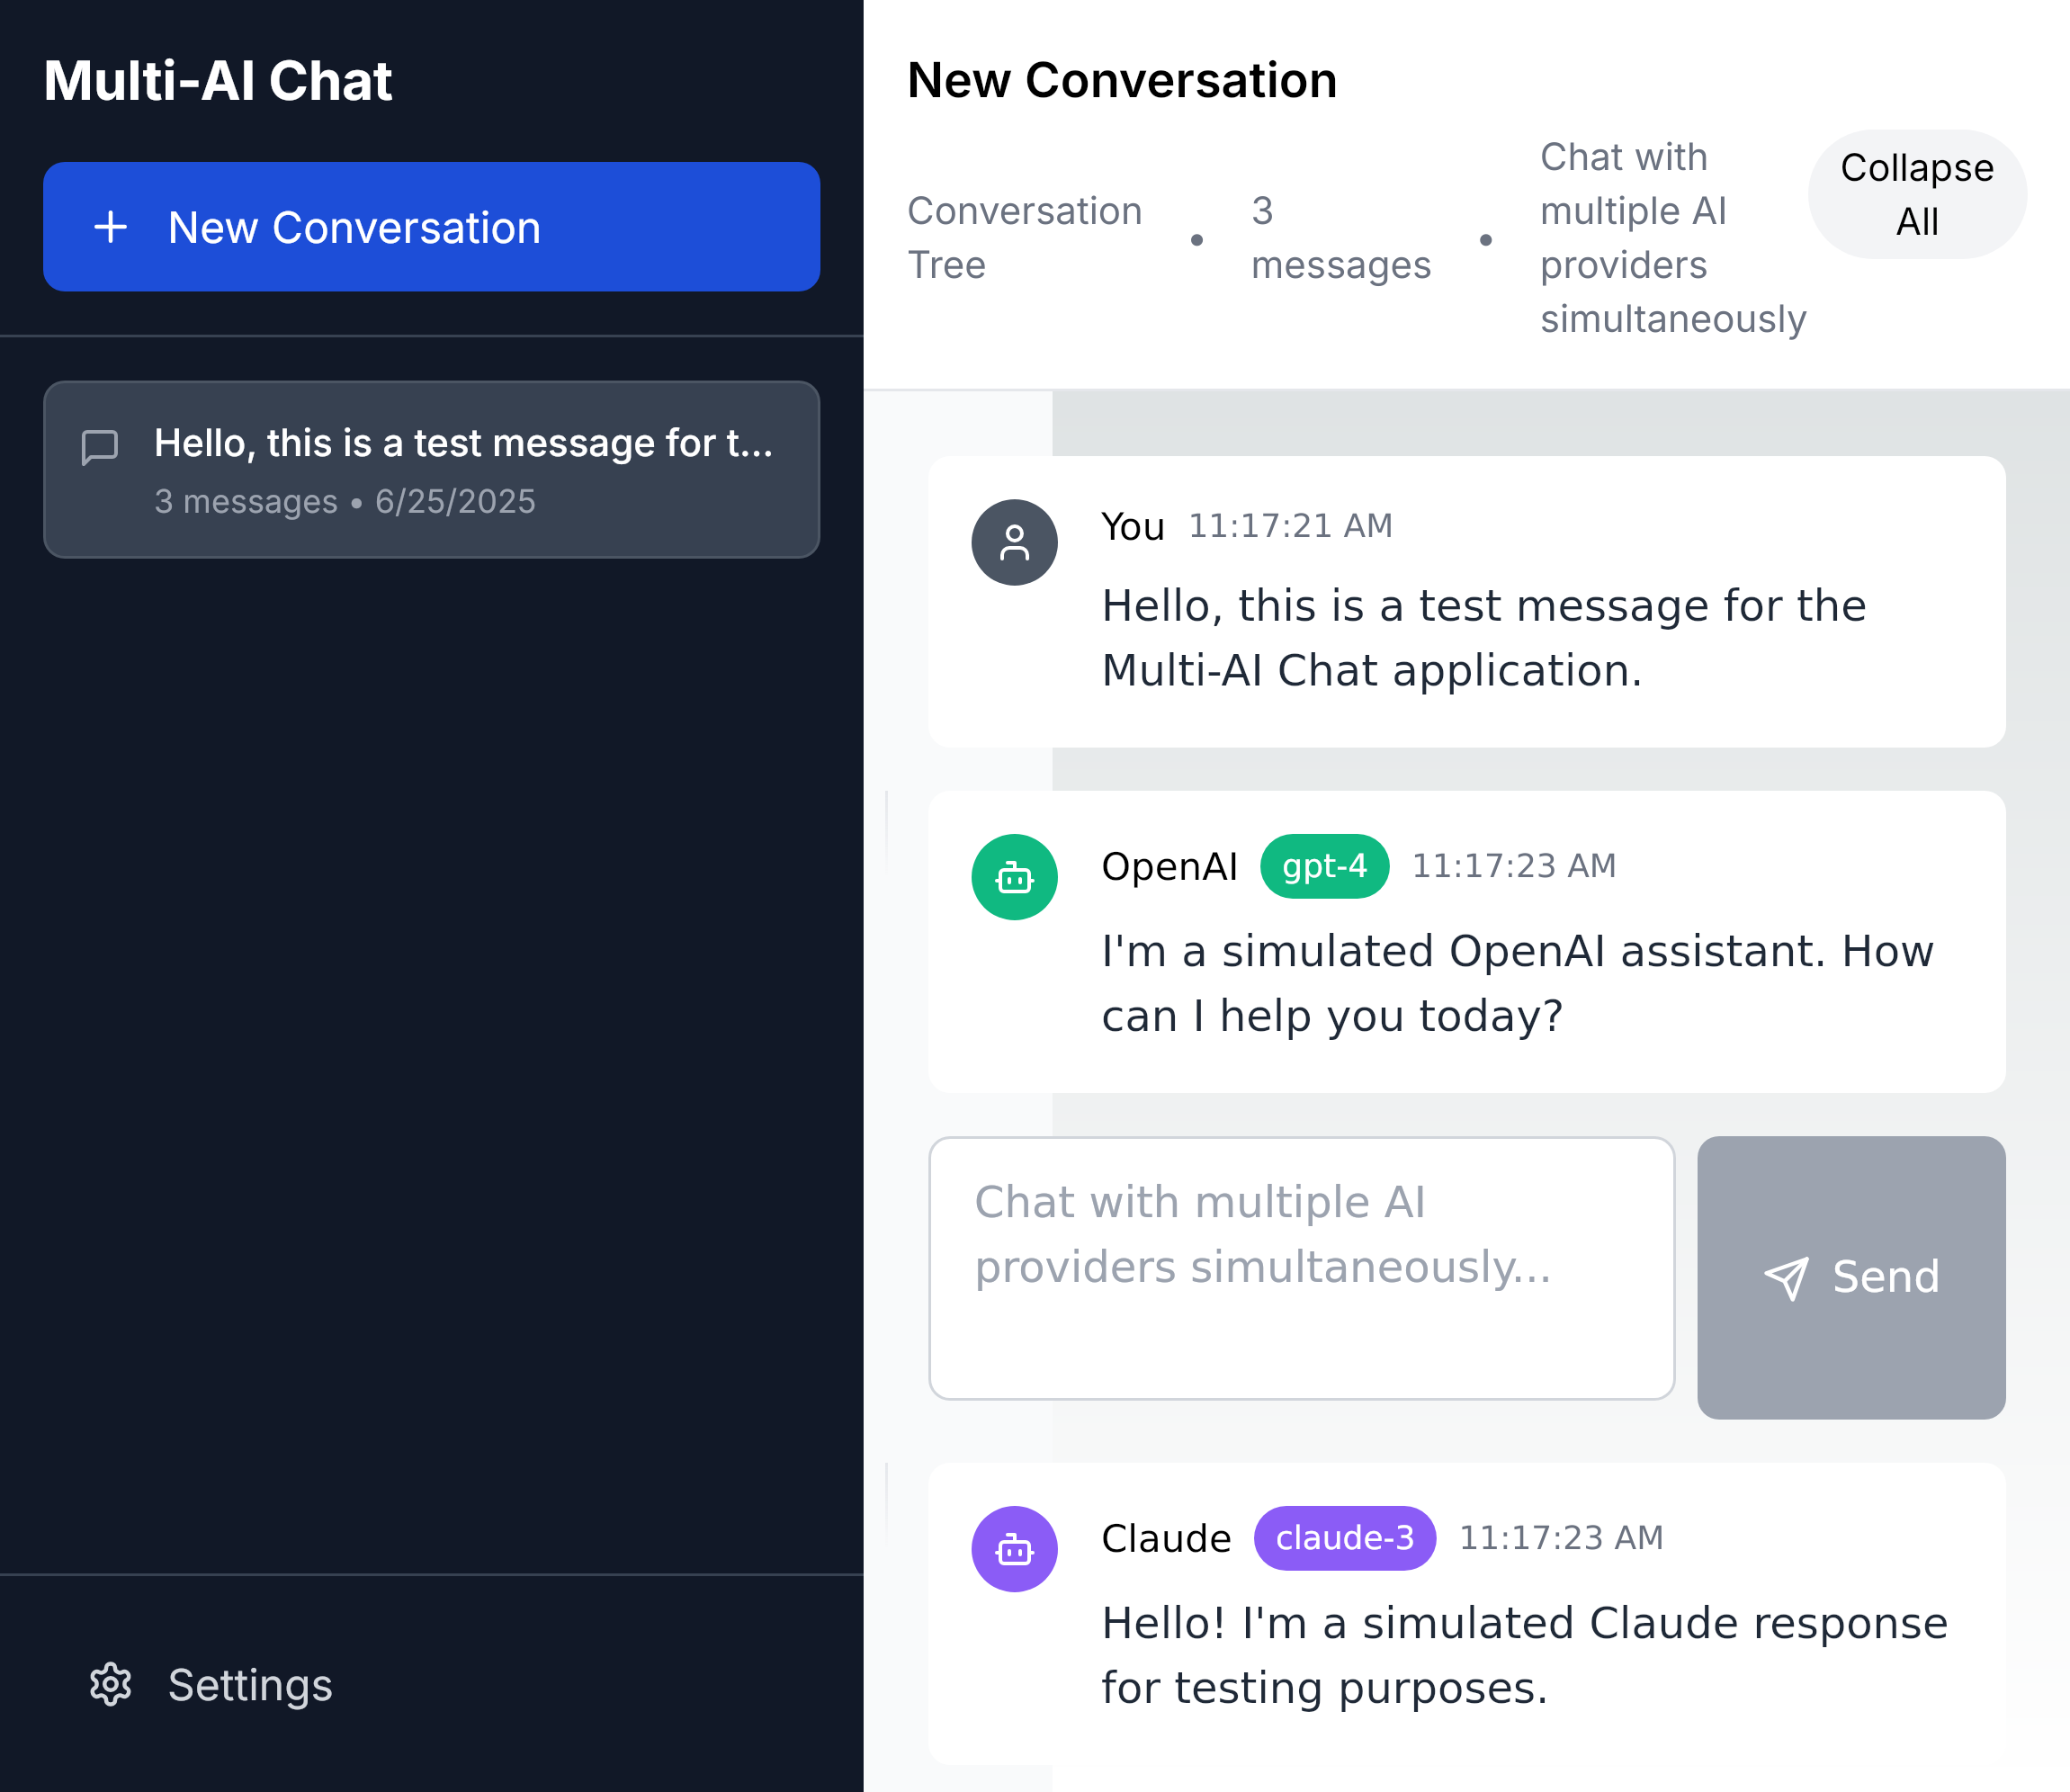 Multi-AI Chat
New Conversation
Hello, this is a test message for t...
3 messages • 6/25/2025
Settings
New Conversation
Conversation
Tree
•
3
messages
•
Chat with
multiple AI
providers
simultaneously
Collapse
All
You 11:17:21 AM
Hello, this is a test message for the
Multi-AI Chat application.
OpenAI gpt-4 11:17:23 AM
I'm a simulated OpenAI assistant. How
can I help you today?
Chat with multiple AI
providers simultaneously...
Send
Claude claude-3 11:17:23 AM
Hello! I'm a simulated Claude response
for testing purposes.